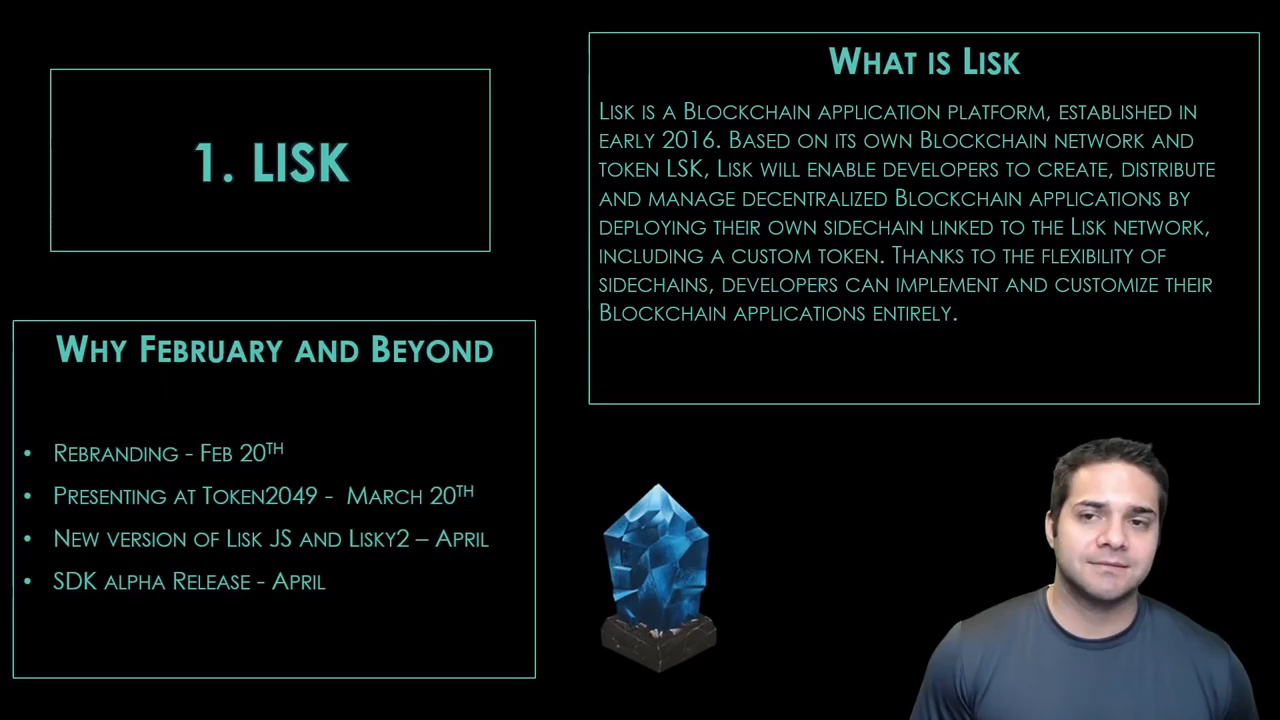 1. LISK
What is Lisk
Lisk is a Blockchain application platform, established in
early 2016. Based on its own Blockchain network and
token LSK, Lisk will enable developers to create, distribute
and manage decentralized Blockchain applications by
deploying their own sidechain linked to the Lisk network,
including a custom token. Thanks to the flexibility of
sidechains, developers can implement and customize their
Blockchain applications entirely.
Why February and Beyond
• Rebranding - Feb 20TH
• Presenting at Token2049 - March 20TH
• New version of Lisk JS and Lisky2 – April
• SDK alpha Release - April